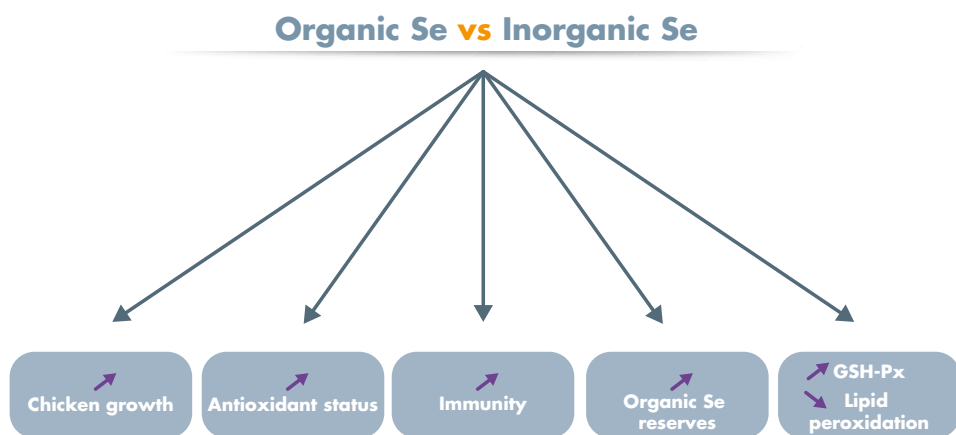 Organic Se vs Inorganic Se
Chicken growth
Antioxidant status
Immunity
Organic Se
reserves
GSH-Px
Lipid
peroxidation